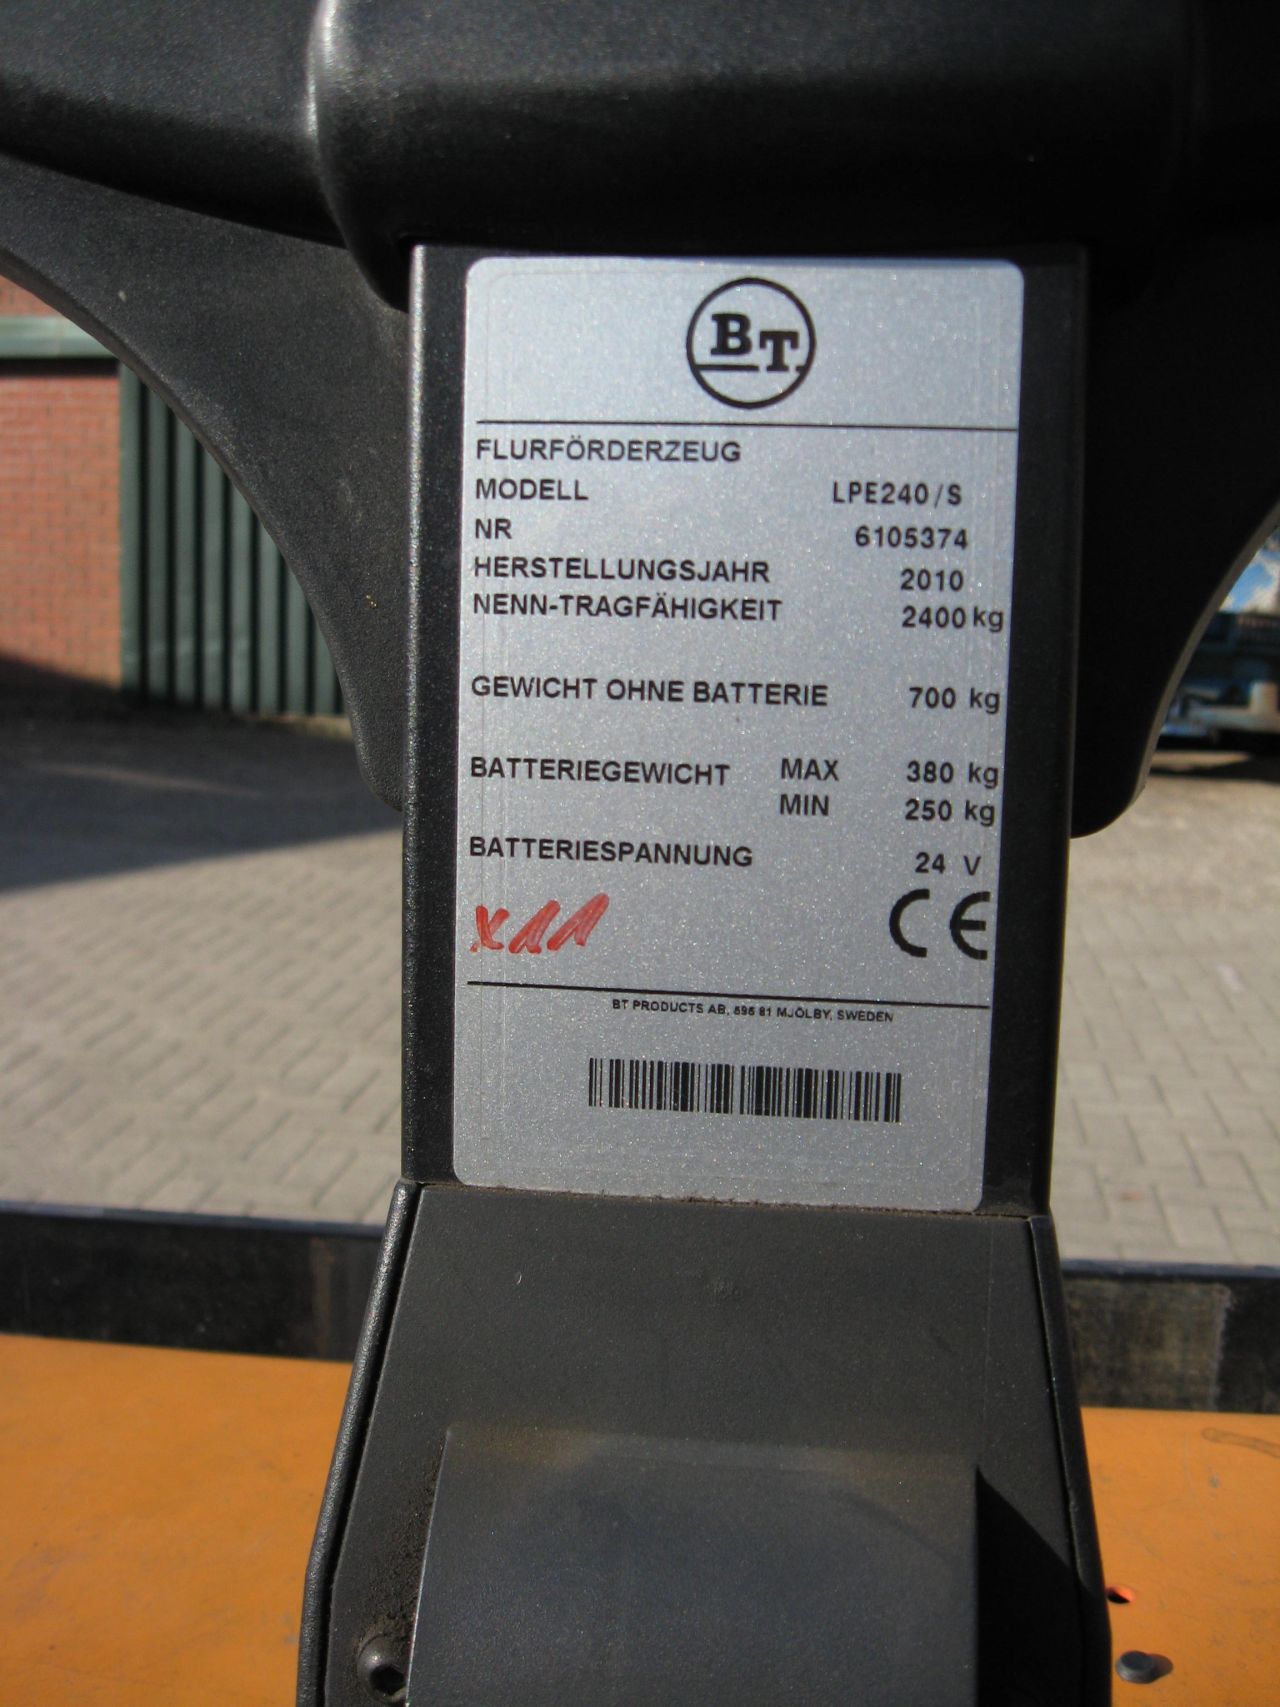 BT
FLURFÖRDERZEUG
MODELL LPE240/S
NR 6105374
HERSTELLUNGSJAHR 2010
NENN-TRAGFÄHIGKEIT 2400 kg
GEWICHT OHNE BATTERIE 700 kg
BATTERIEGEWICHT MAX 380 kg
MIN 250 kg
BATTERIESPANNUNG 24 V
x11
CE
BT PRODUCTS AB, 595 81 MJÖLBY, SWEDEN